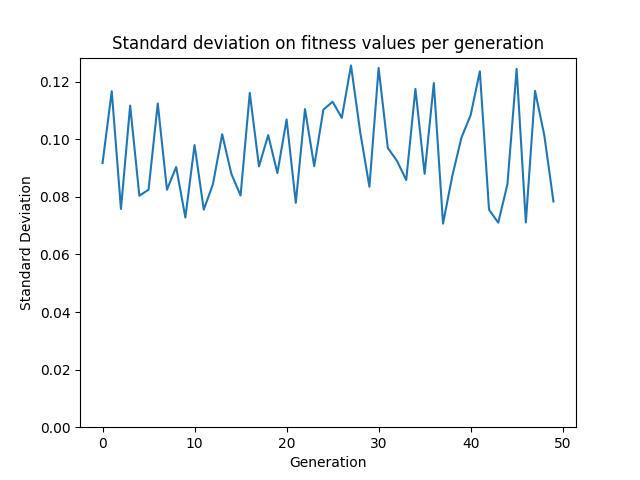 Standard deviation on fitness values per generation
Standard Deviation
0.12
0.10
0.08
0.06
0.04
0.02
0.00
0 10 20 30 40 50
Generation